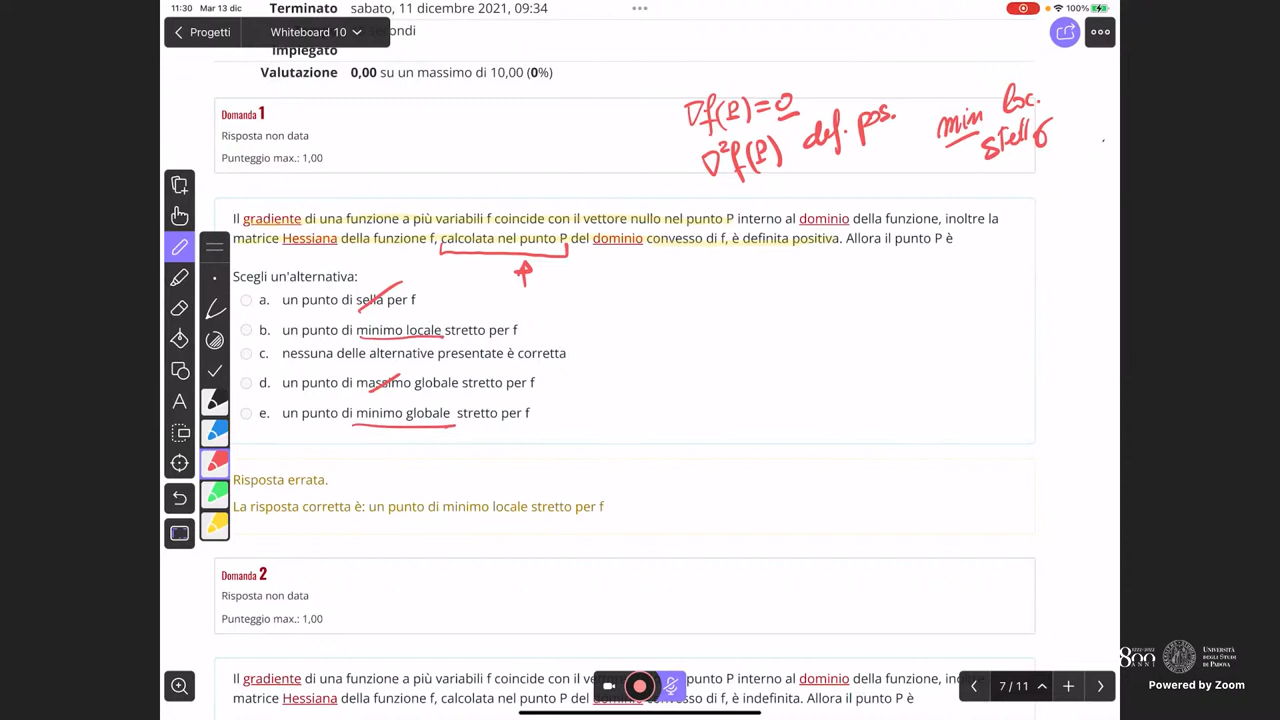 11:30 Mar 13 dic
100%
Terminato sabato, 11 dicembre 2021, 09:34
Progetti
Whiteboard 10
secondi
Impiegato
Valutazione 0,00 su un massimo di 10,00 (0%)
Domanda 1
Risposta non data
Punteggio max.: 1,00
∇f(P) = 0
∇²f(P) def. pos.
min loc.
Il gradiente di una funzione a più variabili f coincide con il vettore nullo nel punto P interno al dominio della funzione, inoltre la
matrice Hessiana della funzione f, calcolata nel punto P del dominio convesso di f, è definita positiva. Allora il punto P è
Scegli un'alternativa:
a. un punto di sella per f
b. un punto di minimo locale stretto per f
c. nessuna delle alternative presentate è corretta
d. un punto di massimo globale stretto per f
e. un punto di minimo globale stretto per f
Risposta errata.
La risposta corretta è: un punto di minimo locale stretto per f
Domanda 2
Risposta non data
Punteggio max.: 1,00
Il gradiente di una funzione a più variabili f coincide con il punto P interno al dominio della funzione,
matrice Hessiana della funzione f, calcolata nel punto P del dominio convesso di f, è indefinita. Allora il punto P è
7 / 11
800
ANNI
UNIVERSITÀ
DEGLI STUDI
DI PADOVA
Powered by Zoom